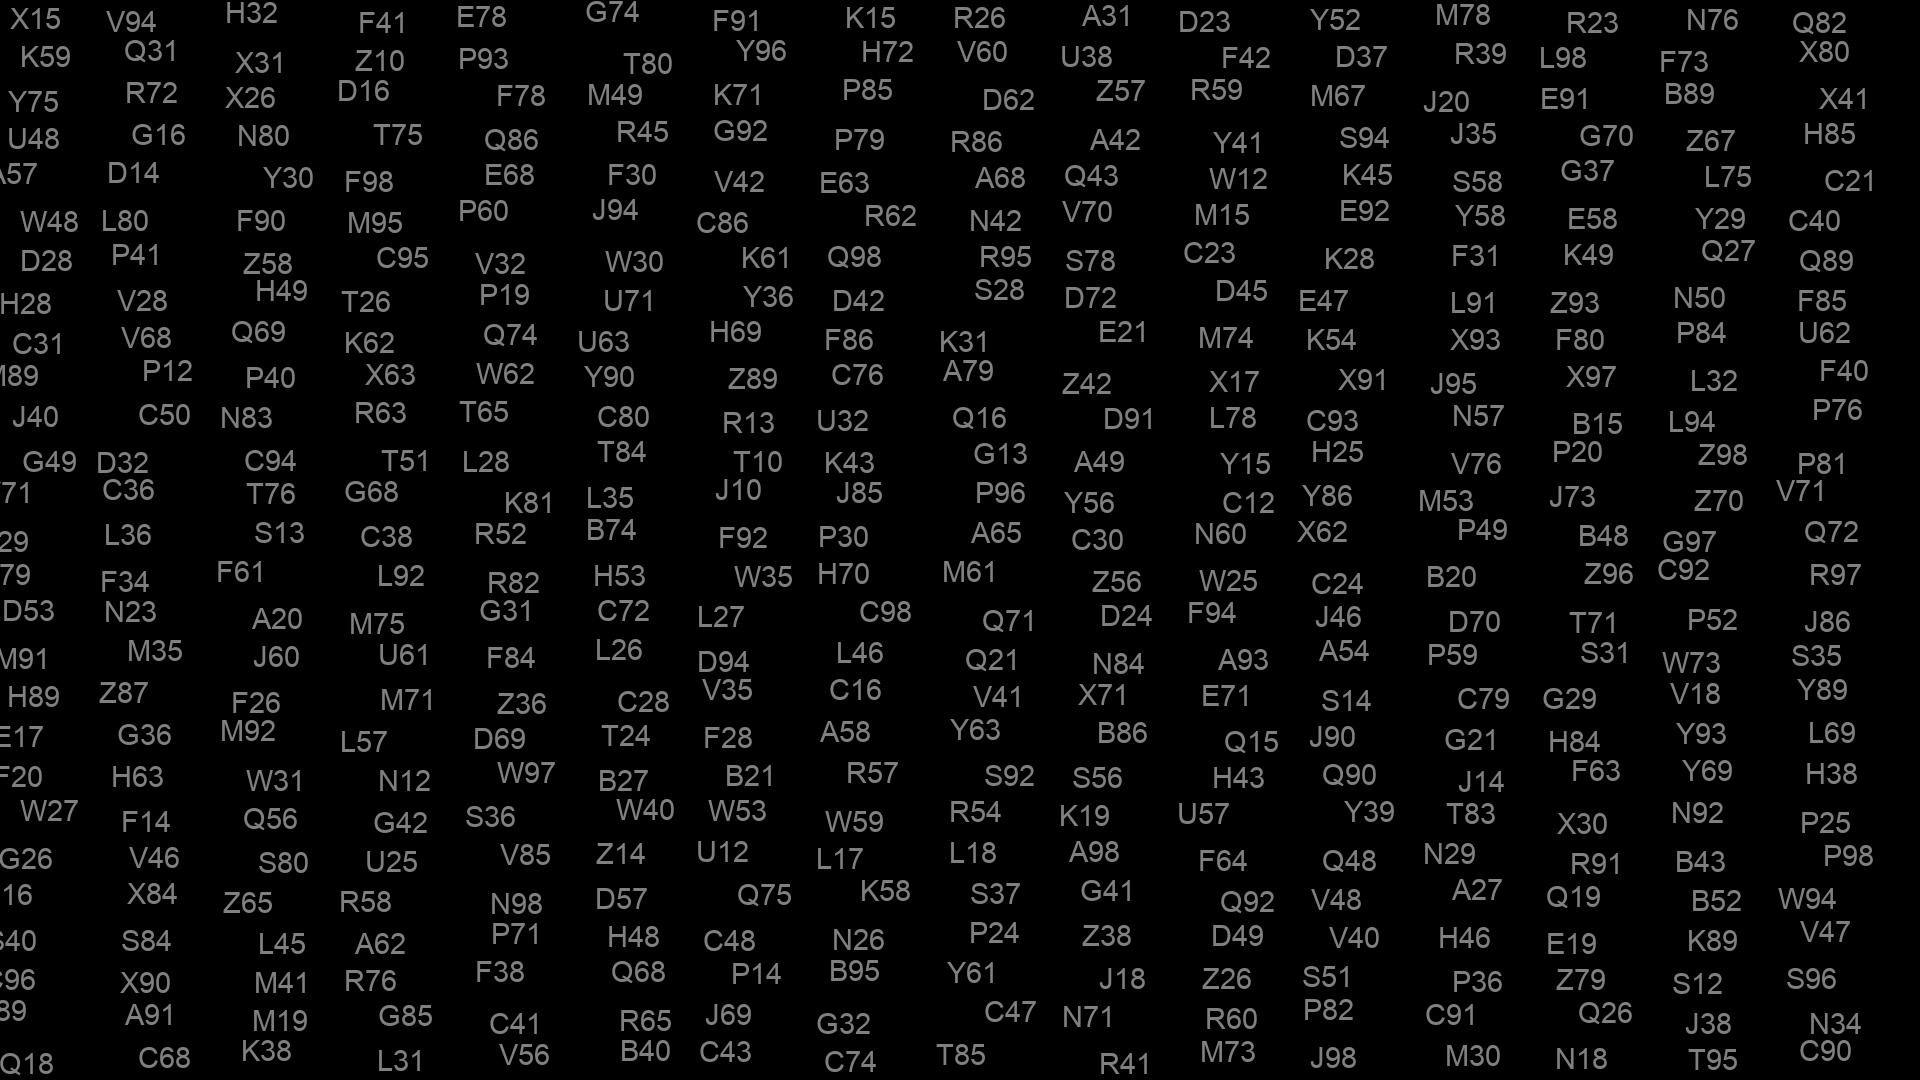 X15 V94 H32 F41 E78 G74 F91 K15 R26 A31 D23 Y52 M78 R23 N76 Q82
K59 Q31 X31 Z10 P93 T80 Y96 H72 V60 U38 F42 D37 R39 L98 F73 X80
Y75 R72 X26 D16 F78 M49 K71 P85 D62 Z57 R59 M67 J20 E91 B89 X41
U48 G16 N80 T75 Q86 R45 G92 P79 R86 A42 Y41 S94 J35 G70 Z67 H85
A57 D14 Y30 F98 E68 F30 V42 E63 A68 Q43 W12 K45 S58 G37 L75 C21
W48 L80 F90 M95 P60 J94 C86 R62 N42 V70 M15 E92 Y58 E58 Y29 C40
D28 P41 Z58 C95 V32 W30 K61 Q98 R95 S78 C23 K28 F31 K49 Q27 Q89
H28 V28 H49 T26 P19 U71 Y36 D42 S28 D72 D45 E47 L91 Z93 N50 F85
C31 V68 Q69 K62 Q74 U63 H69 F86 K31 E21 M74 K54 X93 F80 P84 U62
M89 P12 P40 X63 W62 Y90 Z89 C76 A79 Z42 X17 X91 J95 X97 L32 F40
J40 C50 N83 R63 T65 C80 R13 U32 Q16 D91 L78 C93 N57 B15 L94 P76
G49 D32 C94 T51 L28 T84 T10 K43 G13 A49 Y15 H25 V76 P20 Z98 P81
71 C36 T76 G68 K81 L35 J10 J85 P96 Y56 C12 Y86 M53 J73 Z70 V71
29 L36 S13 C38 R52 B74 F92 P30 A65 C30 N60 X62 P49 B48 G97 Q72
79 F34 F61 L92 R82 H53 W35 H70 M61 Z56 W25 C24 B20 Z96 C92 R97
D53 N23 A20 M75 G31 C72 L27 C98 Q71 D24 F94 J46 D70 T71 P52 J86
M91 M35 J60 U61 F84 L26 D94 L46 Q21 N84 A93 A54 P59 S31 W73 S35
H89 Z87 F26 M71 Z36 C28 V35 C16 V41 X71 E71 S14 C79 G29 V18 Y89
E17 G36 M92 L57 D69 T24 F28 A58 Y63 B86 Q15 J90 G21 H84 Y93 L69
F20 H63 W31 N12 W97 B27 B21 R57 S92 S56 H43 Q90 J14 F63 Y69 H38
W27 F14 Q56 G42 S36 W40 W53 W59 R54 K19 U57 Y39 T83 X30 N92 P25
G26 V46 S80 U25 V85 Z14 U12 L17 L18 A98 F64 Q48 N29 R91 B43 P98
16 X84 Z65 R58 N98 D57 Q75 K58 S37 G41 Q92 V48 A27 Q19 B52 W94
S40 S84 L45 A62 P71 H48 C48 N26 P24 Z38 D49 V40 H46 E19 K89 V47
C96 X90 M41 R76 F38 Q68 P14 B95 Y61 J18 Z26 S51 P36 Z79 S12 S96
89 A91 M19 G85 C41 R65 J69 G32 C47 N71 R60 P82 C91 Q26 J38 N34
Q18 C68 K38 L31 V56 B40 C43 C74 T85 R41 M73 J98 M30 N18 T95 C90